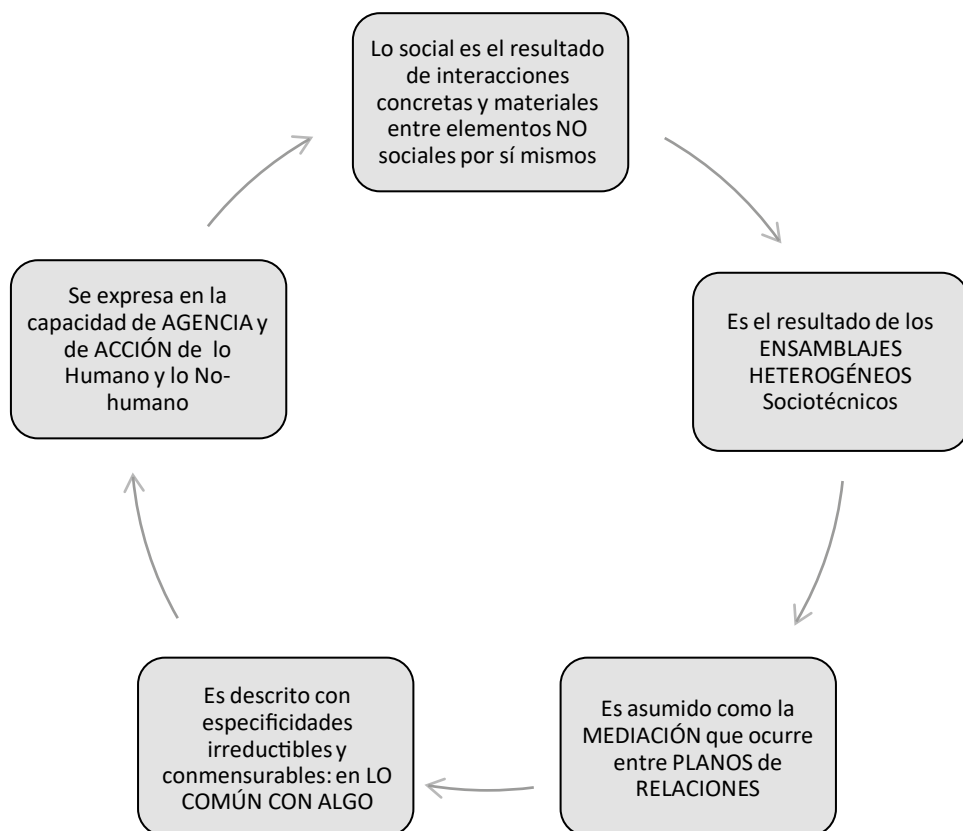 Lo social es el resultado
de interacciones
concretas y materiales
entre elementos NO
sociales por sí mismos
Es el resultado de los
ENSAMBLAJES
HETEROGÉNEOS
Sociotécnicos
Es asumido como la
MEDIACIÓN que ocurre
entre PLANOS de
RELACIONES
Es descrito con
especificidades
irreductibles y
conmensurables: en LO
COMÚN CON ALGO
Se expresa en la
capacidad de AGENCIA y
de ACCIÓN de lo
Humano y lo No-
humano